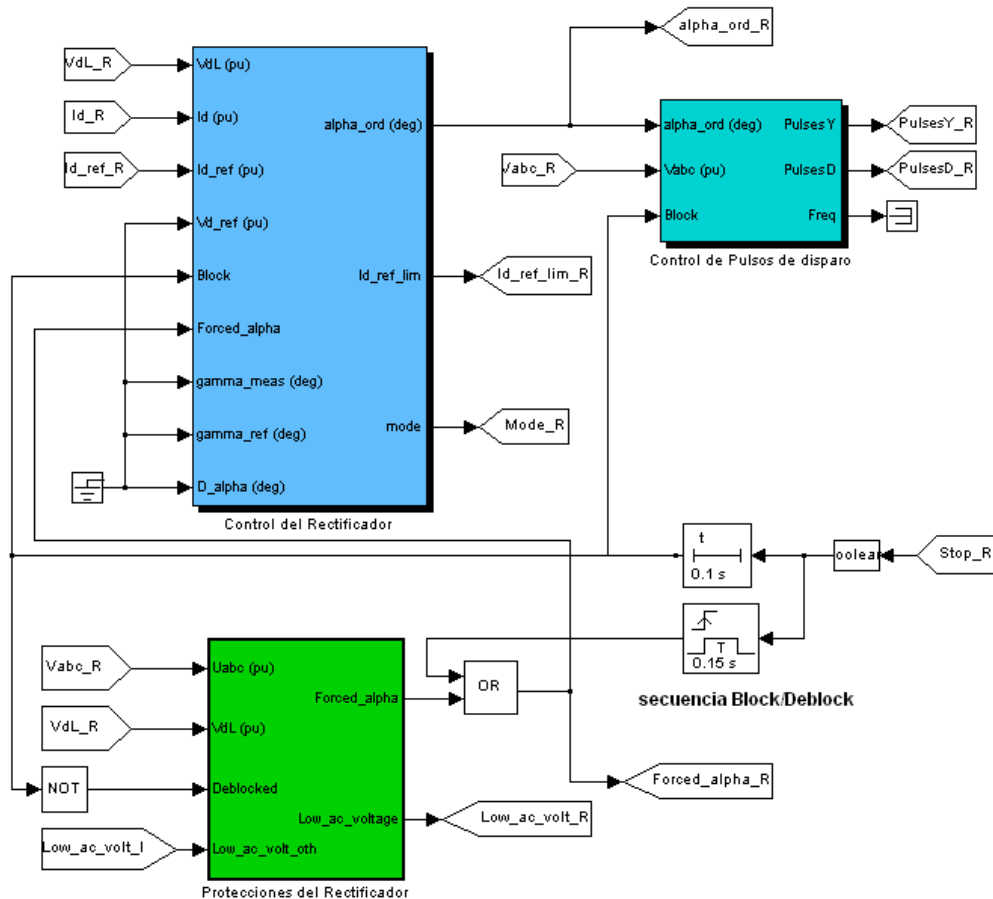 alpha_ord_R
VdL_R
Id_R
Id_ref_R
VdL (pu)
Id (pu)
Id_ref (pu)
Vd_ref (pu)
Block
Forced_alpha
gamma_meas (deg)
gamma_ref (deg)
D_alpha (deg)
alpha_ord (deg)
Id_ref_lim
mode
Control del Rectificador
Id_ref_lim_R
Mode_R
Vabc_R
alpha_ord (deg)
Vabc (pu)
Block
PulsesY
PulsesD
Freq
Control de Pulsos de disparo
PulsesY_R
PulsesD_R
t
0.1 s
oolear
Stop_R
T
0.15 s
secuencia Block/Deblock
Vabc_R
VdL_R
NOT
Low_ac_volt_I
Uabc (pu)
VdL (pu)
Deblocked
Low_ac_volt_oth
Forced_alpha
Low_ac_voltage
Protecciones del Rectificador
OR
Forced_alpha_R
Low_ac_volt_R